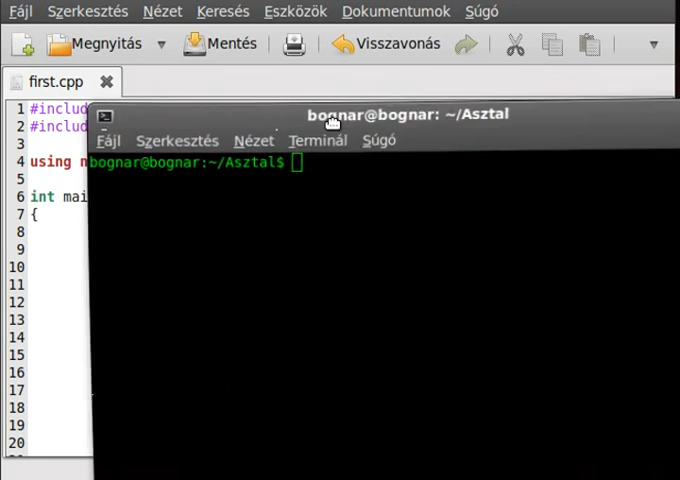 Fájl Szerkesztés Nézet Keresés Eszközök Dokumentumok Súgó
Megnyitás Mentés Visszavonás
first.cpp
bognar@bognar: ~/Asztal
Fájl Szerkesztés Nézet Terminál Súgó
bognar@bognar:~/Asztal$
1 #includ
2 #includ
3
4 using n
5
6 int mai
7 {
8
9
10
11
12
13
14
15
16
17
18
19
20